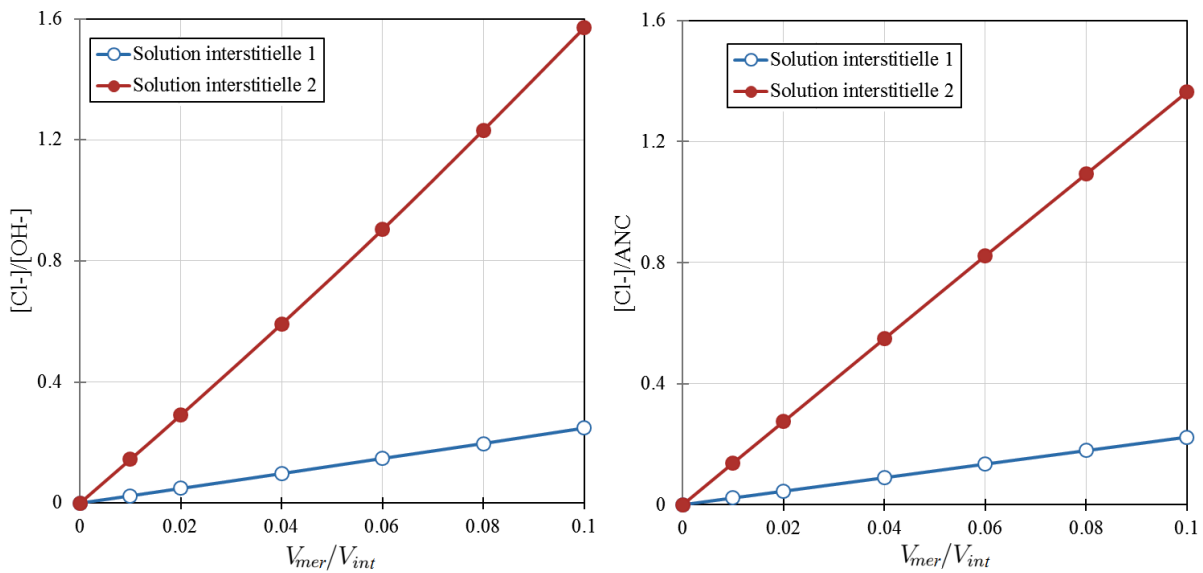 1.6
1.2
0.8
0.4
0
[Cl-]/[OH-]
Solution interstitielle 1
Solution interstitielle 2
0 0.02 0.04 0.06 0.08 0.1
Vmer/Vint
1.6
1.2
0.8
0.4
0
[Cl-]/ANC
Solution interstitielle 1
Solution interstitielle 2
0 0.02 0.04 0.06 0.08 0.1
Vmer/Vint